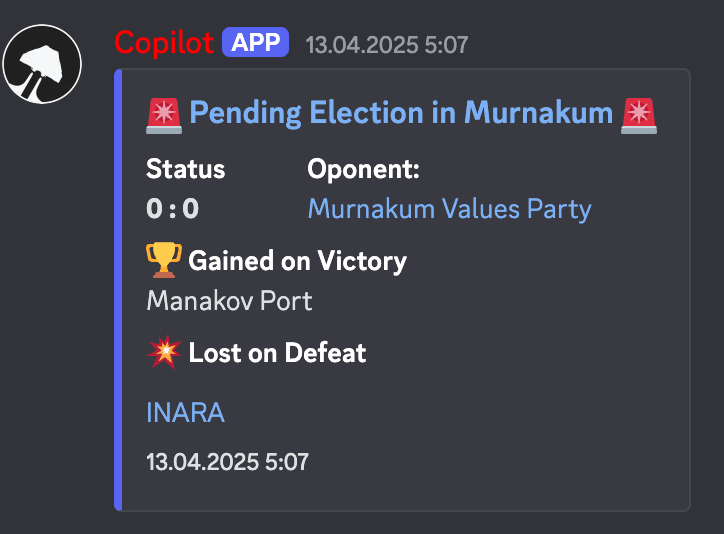 Copilot APP 13.04.2025 5:07
🚨 Pending Election in Murnakum 🚨
Status Oponent:
0 : 0 Murnakum Values Party
🏆 Gained on Victory
Manakov Port
💥 Lost on Defeat
INARA
13.04.2025 5:07